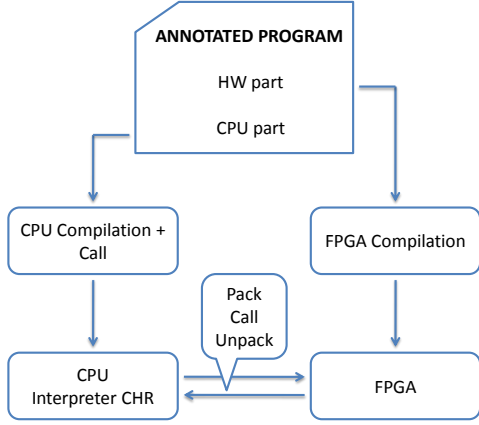 ANNOTATED PROGRAM
HW part
CPU part
CPU Compilation +
Call
FPGA Compilation
Pack
Call
Unpack
CPU
Interpreter CHR
FPGA